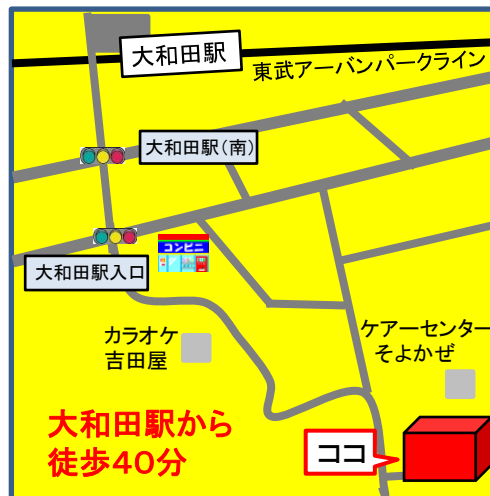 大和田駅
東武アーバンパークライン
大和田駅(南)
コンビニ
大和田駅入口
カラオケ
吉田屋
ケアーセンター
そよかぜ
大和田駅から
徒歩40分
ココ